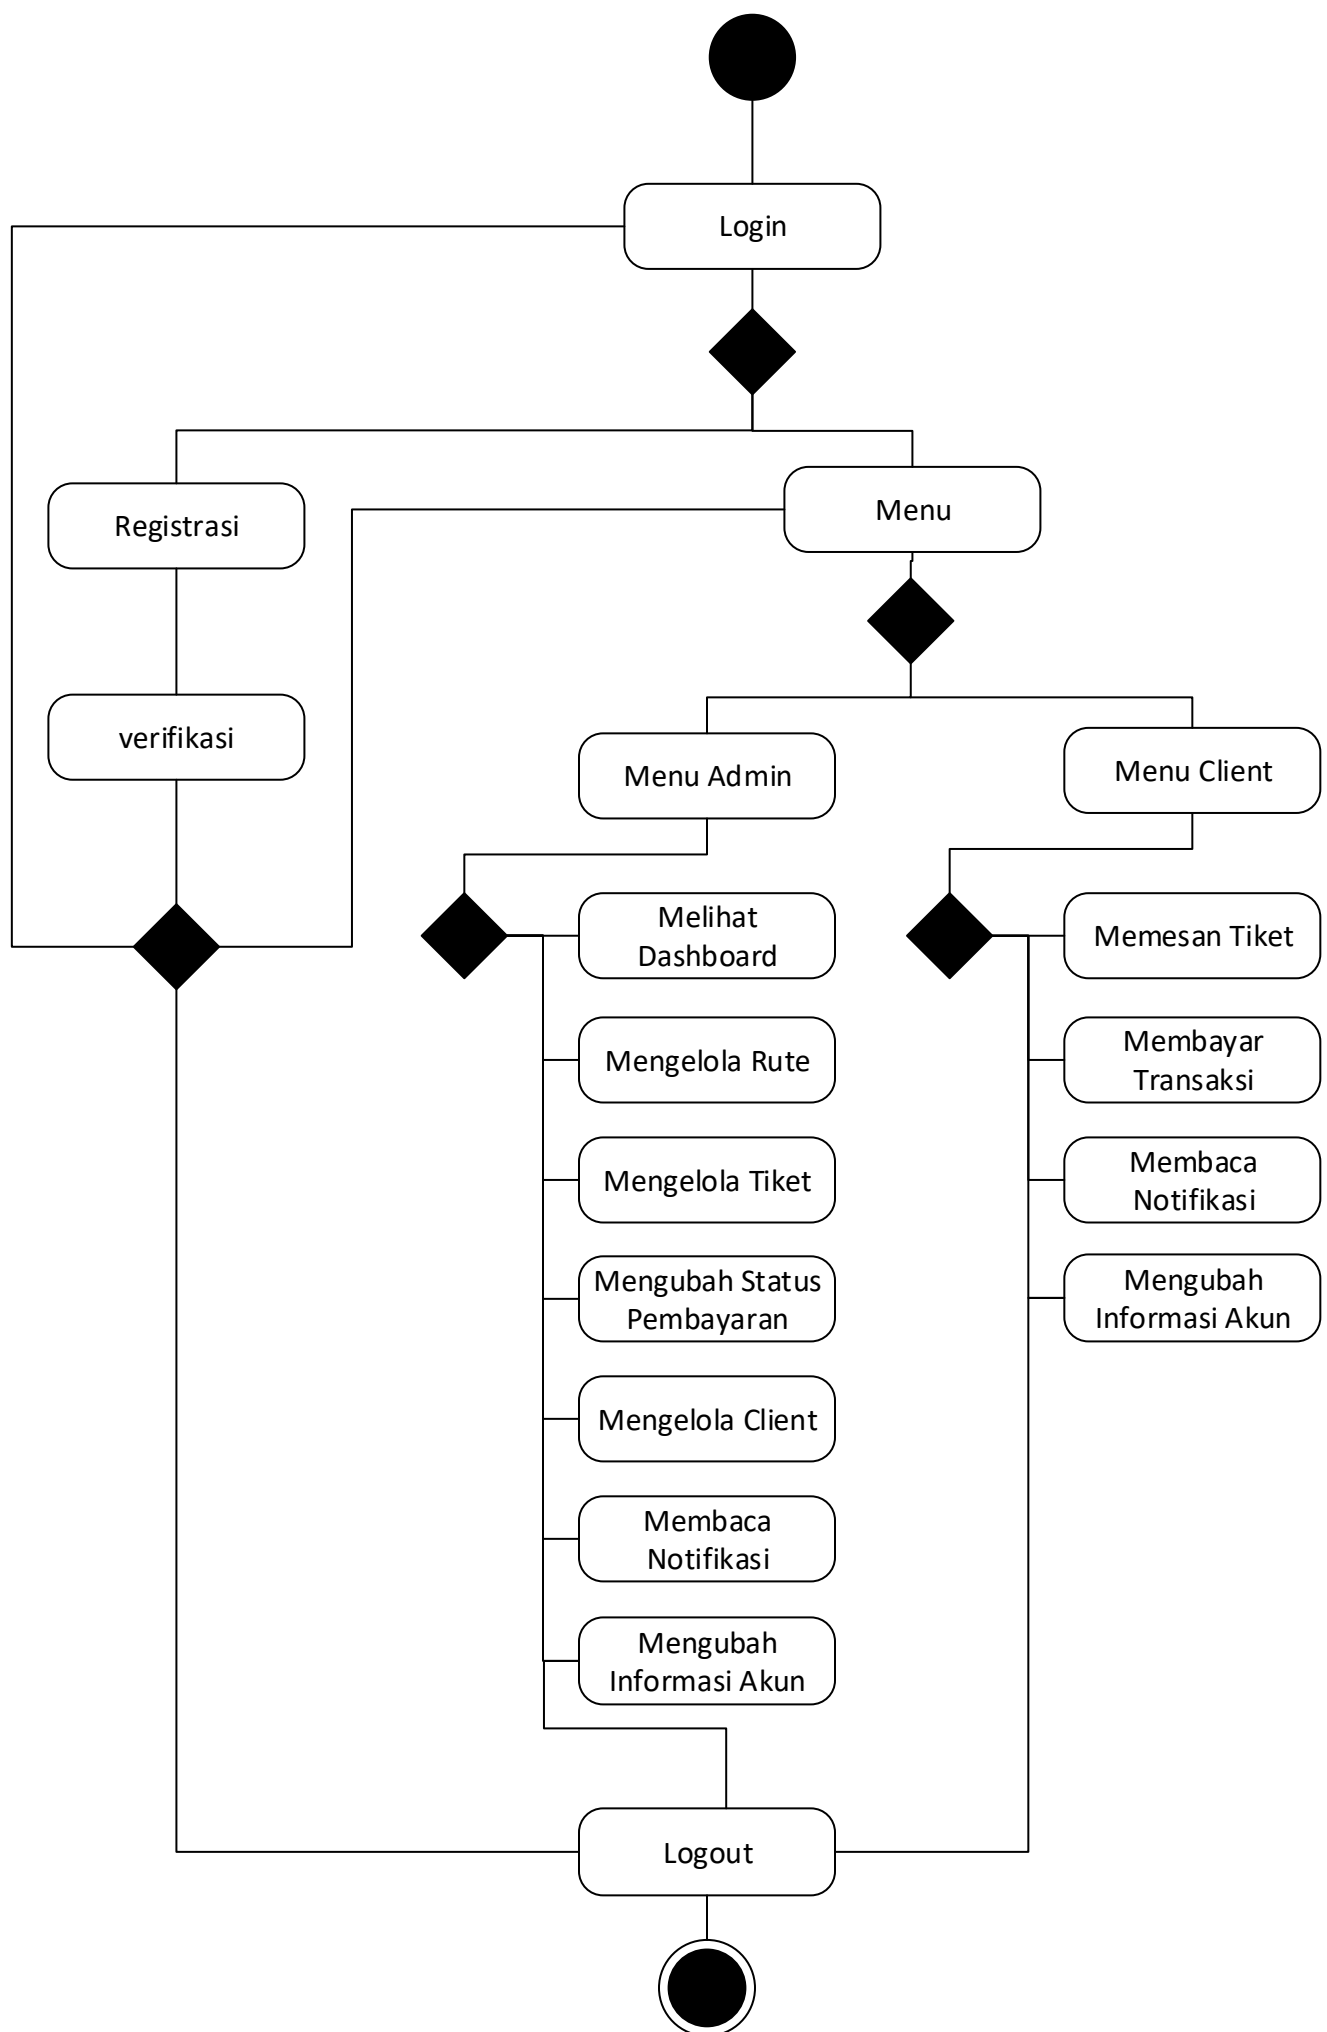 Login
Registrasi
Menu
verifikasi
Menu Admin
Menu Client
Melihat
Dashboard
Memesan Tiket
Mengelola Rute
Membayar
Transaksi
Mengelola Tiket
Membaca
Notifikasi
Mengubah Status
Pembayaran
Mengubah
Informasi Akun
Mengelola Client
Membaca
Notifikasi
Mengubah
Informasi Akun
Logout